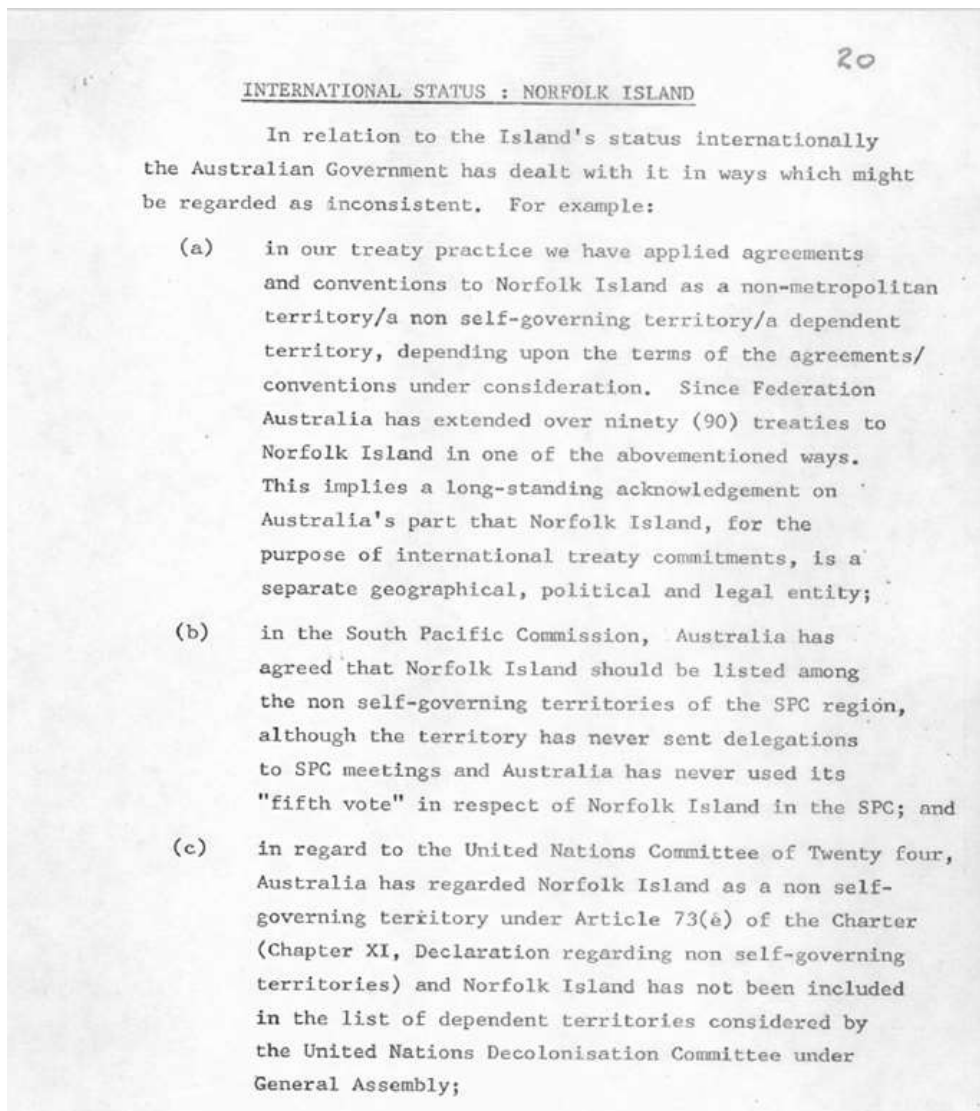 20
INTERNATIONAL STATUS : NORFOLK ISLAND
In relation to the Island's status internationally
the Australian Government has dealt with it in ways which might
be regarded as inconsistent. For example:
(a) in our treaty practice we have applied agreements
and conventions to Norfolk Island as a non-metropolitan
territory/a non self-governing territory/a dependent
territory, depending upon the terms of the agreements/
conventions under consideration. Since Federation
Australia has extended over ninety (90) treaties to
Norfolk Island in one of the abovementioned ways.
This implies a long-standing acknowledgement on
Australia's part that Norfolk Island, for the
purpose of international treaty commitments, is a
separate geographical, political and legal entity;
(b) in the South Pacific Commission, Australia has
agreed that Norfolk Island should be listed among
the non self-governing territories of the SPC region,
although the territory has never sent delegations
to SPC meetings and Australia has never used its
"fifth vote" in respect of Norfolk Island in the SPC; and
(c) in regard to the United Nations Committee of Twenty four,
Australia has regarded Norfolk Island as a non self-
governing territory under Article 73(e) of the Charter
(Chapter XI, Declaration regarding non self-governing
territories) and Norfolk Island has not been included
in the list of dependent territories considered by
the United Nations Decolonisation Committee under
General Assembly;